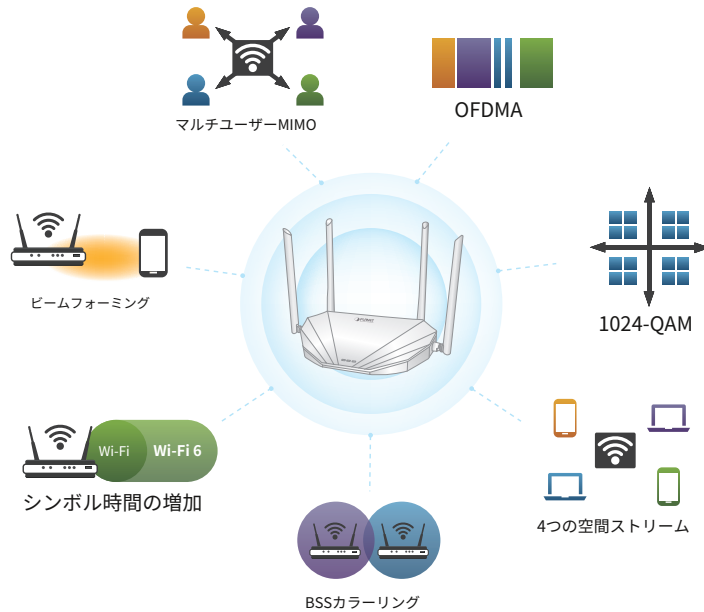 マルチユーザーMIMO
OFDMA
ビームフォーミング
1024-QAM
Wi-Fi
Wi-Fi 6
シンボル時間の増加
4つの空間ストリーム
BSSカラーリング